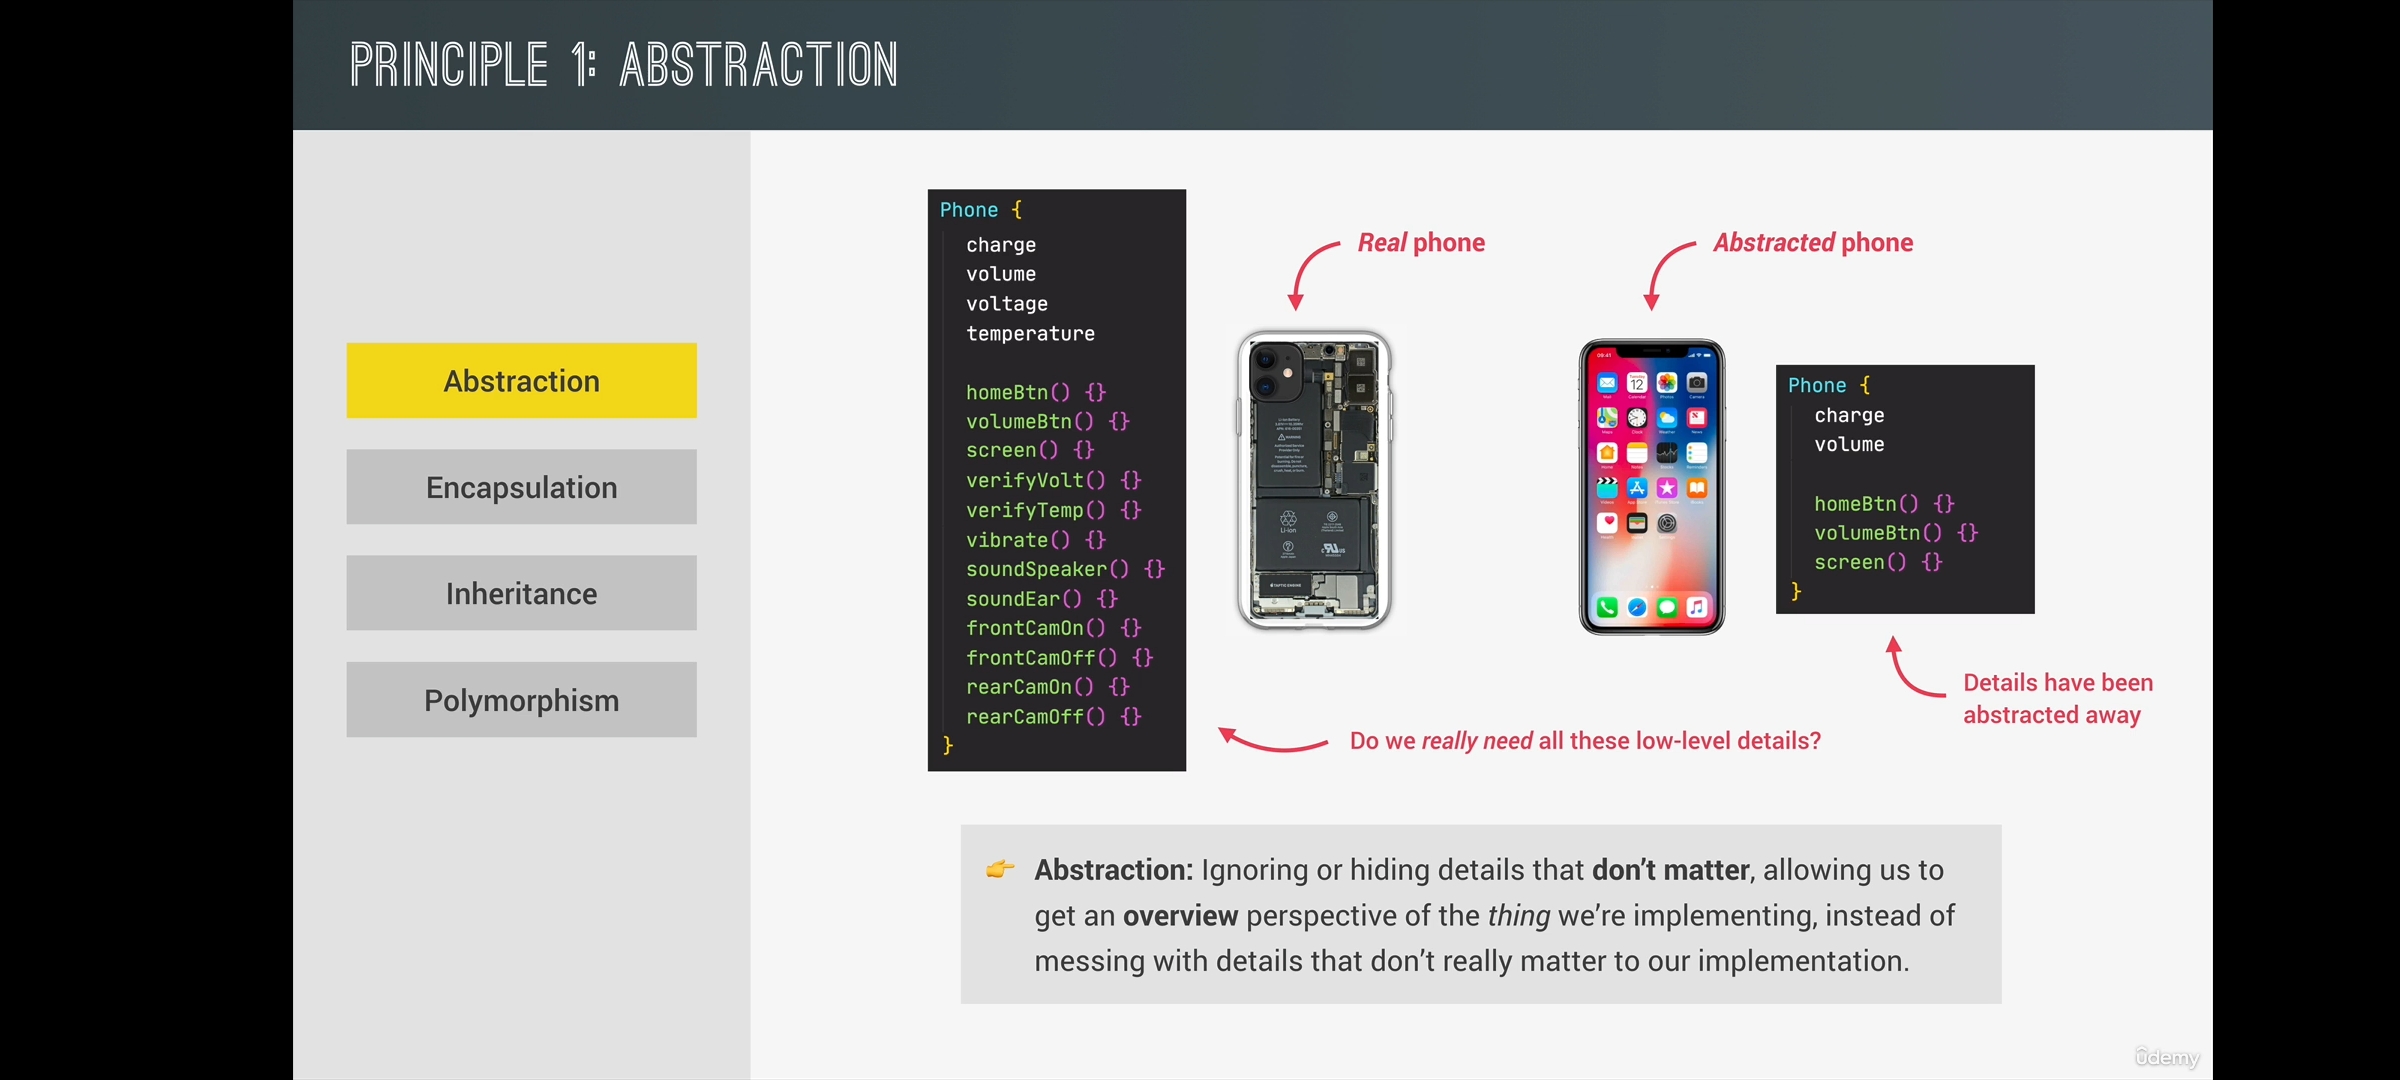 PRINCIPLE 1: ABSTRACTION
Abstraction
Encapsulation
Inheritance
Polymorphism
Phone {
charge
volume
voltage
temperature
homeBtn() {}
volumeBtn() {}
screen() {}
verifyVolt() {}
verifyTemp() {}
vibrate() {}
soundSpeaker() {}
soundEar() {}
frontCamOn() {}
frontCamOff() {}
rearCamOn() {}
rearCamOff() {}
}
Real phone
Abstracted phone
Phone {
charge
volume
homeBtn() {}
volumeBtn() {}
screen() {}
}
Details have been
abstracted away
Do we really need all these low-level details?
👉 Abstraction: Ignoring or hiding details that don’t matter, allowing us to
get an overview perspective of the thing we’re implementing, instead of
messing with details that don’t really matter to our implementation.
ûdemy